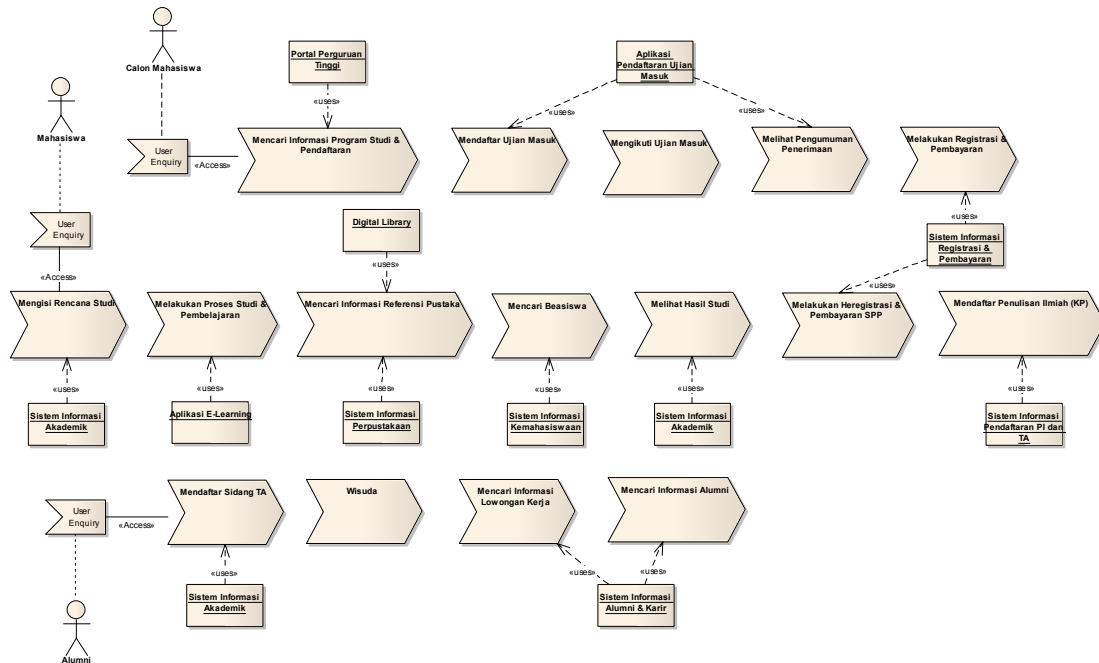 Calon Mahasiswa
Mahasiswa
Portal Perguruan
Tinggi
Aplikasi
Pendaftaran Ujian
Masuk
«uses»
«uses»
«uses»
User
Enquiry
«Access»
Mencari Informasi Program Studi &
Pendaftaran
Mendaftar Ujian Masuk
Mengikuti Ujian Masuk
Melihat Pengumuman
Penerimaan
Melakukan Registrasi &
Pembayaran
User
Enquiry
«Access»
Digital Library
«uses»
«uses»
Sistem Informasi
Registrasi &
Pembayaran
«uses»
Mengisi Rencana Studi
Melakukan Proses Studi &
Pembelajaran
Mencari Informasi Referensi Pustaka
Mencari Beasiswa
Melihat Hasil Studi
Melakukan Heregistrasi &
Pembayaran SPP
Mendaftar Penulisan Ilmiah (KP)
«uses»
«uses»
«uses»
«uses»
«uses»
«uses»
Sistem Informasi
Akademik
Aplikasi E-Learning
Sistem Informasi
Perpustakaan
Sistem Informasi
Kemahasiswaan
Sistem Informasi
Akademik
Sistem Informasi
Pendaftaran PI dan
TA
User
Enquiry
«Access»
Mendaftar Sidang TA
Wisuda
Mencari Informasi
Lowongan Kerja
Mencari Informasi Alumni
«uses»
«uses»
«uses»
Sistem Informasi
Akademik
Sistem Informasi
Alumni & Karir
Alumni